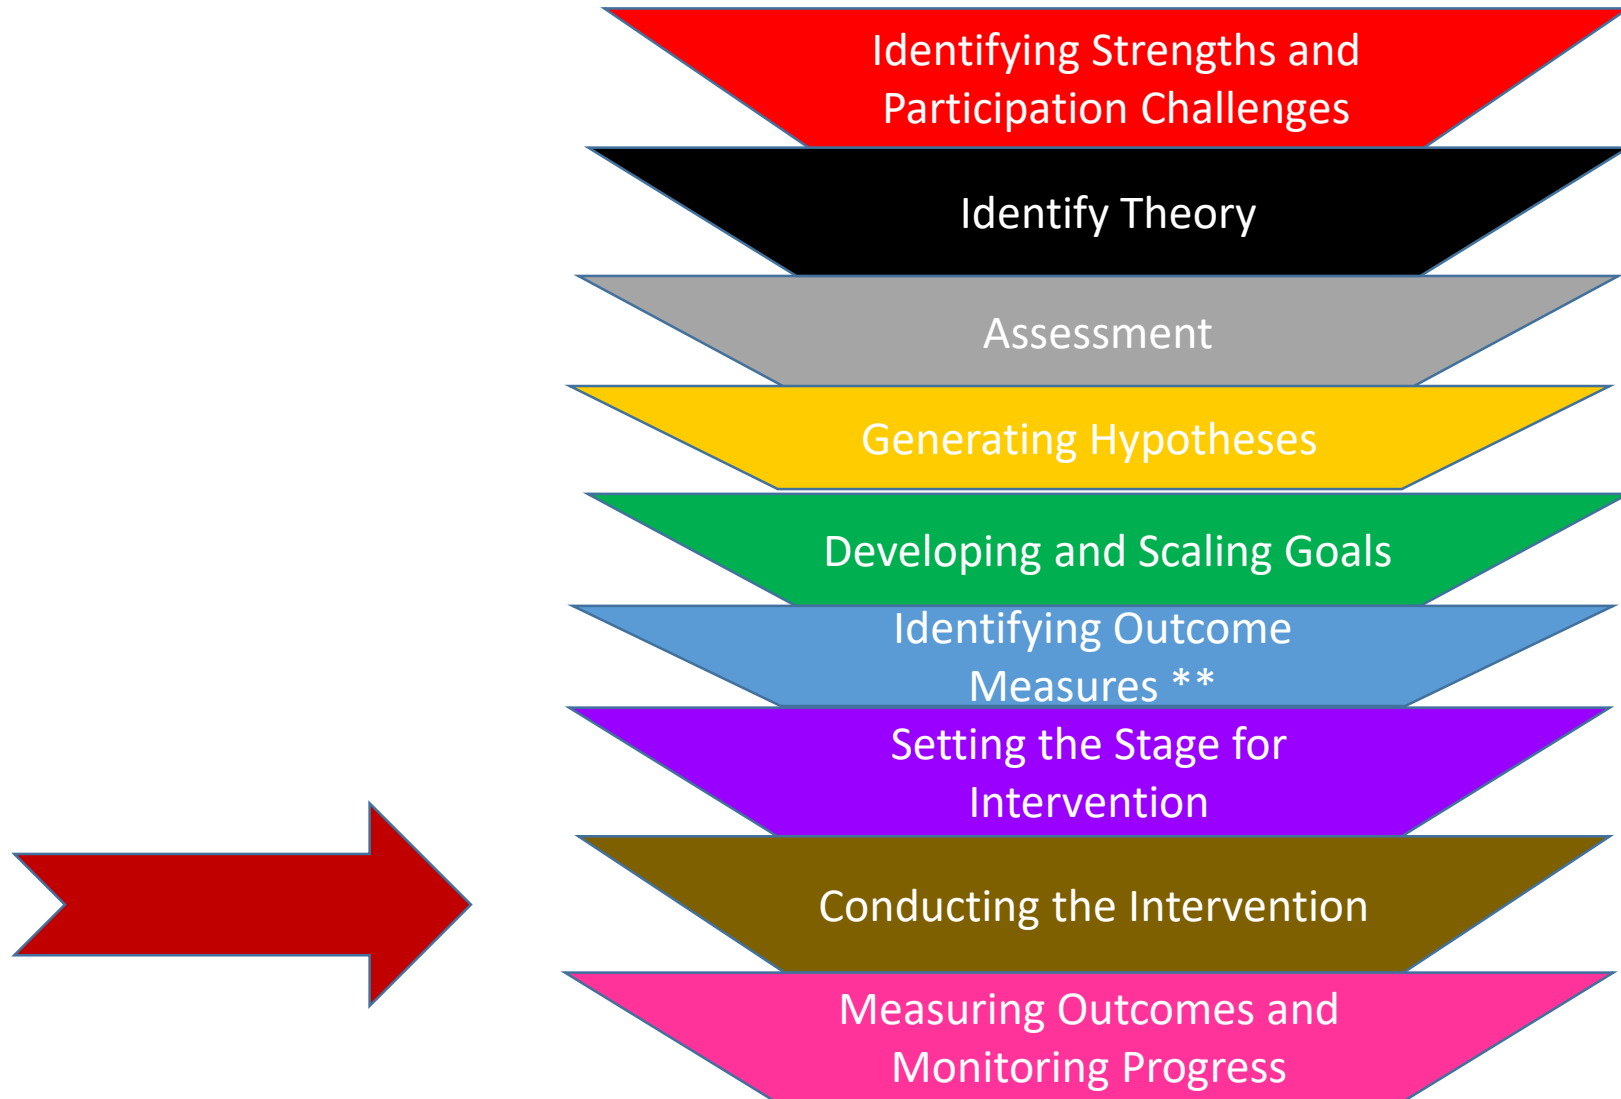 Identifying Strengths and
Participation Challenges
Identify Theory
Assessment
Generating Hypotheses
Developing and Scaling Goals
Identifying Outcome
Measures **
Setting the Stage for
Intervention
Conducting the Intervention
Measuring Outcomes and
Monitoring Progress